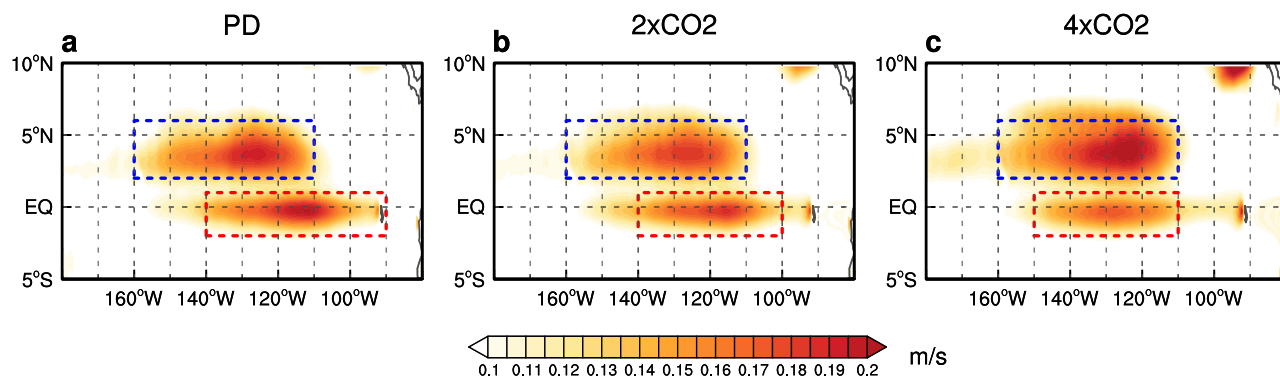 PD 2xCO2 4xCO2
a b c
10°N 10°N 10°N
5°N 5°N 5°N
EQ EQ EQ
5°S 5°S 5°S
160°W 140°W 120°W 100°W 160°W 140°W 120°W 100°W 160°W 140°W 120°W 100°W
m/s
0.1 0.11 0.12 0.13 0.14 0.15 0.16 0.17 0.18 0.19 0.2